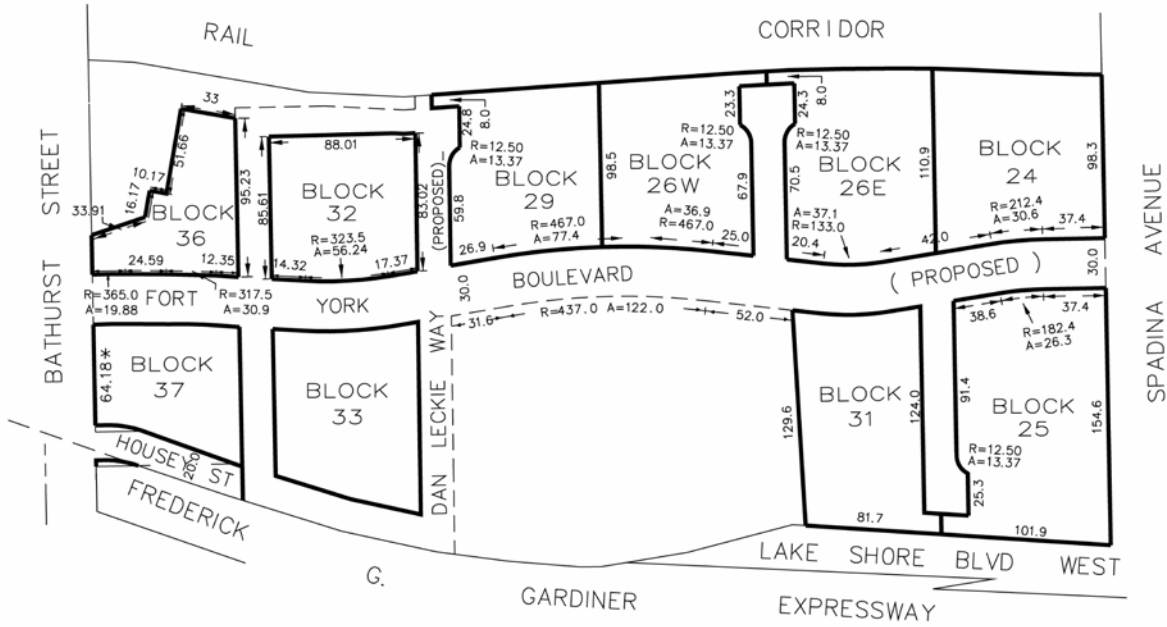 RAIL
CORRIDOR
BATHURST STREET
SPADINA AVENUE
33
51.66
10.17
16.17
33.91
95.23
BLOCK
36
24.59
12.35
R=365.0
A=19.88
R=317.5
A=30.9
88.01
85.61
83.02
BLOCK
32
R=323.5
A=56.24
14.32
17.37
(PROPOSED)
24.8
8.0
R=12.50
A=13.37
59.8
BLOCK
29
R=467.0
A=77.4
26.9
98.5
23.3
R=12.50
A=13.37
BLOCK
26W
67.9
A=36.9
R=467.0
25.0
24.3
8.0
R=12.50
A=13.37
70.5
BLOCK
26E
110.9
A=37.1
R=133.0
20.4
42.0
BLOCK
24
98.3
R=212.4
A=30.6
37.4
FORT YORK BOULEVARD ( PROPOSED )
30.0
30.0
31.6
R=437.0 A=122.0
52.0
BLOCK
37
64.18*
HOUSEY ST
20.0
BLOCK
33
DAN LECKIE WAY
BLOCK
31
129.6
124.0
81.7
38.6
37.4
R=182.4
A=26.3
91.4
BLOCK
25
154.6
R=12.50
A=13.37
25.3
101.9
LAKE SHORE BLVD WEST
FREDERICK G. GARDINER EXPRESSWAY